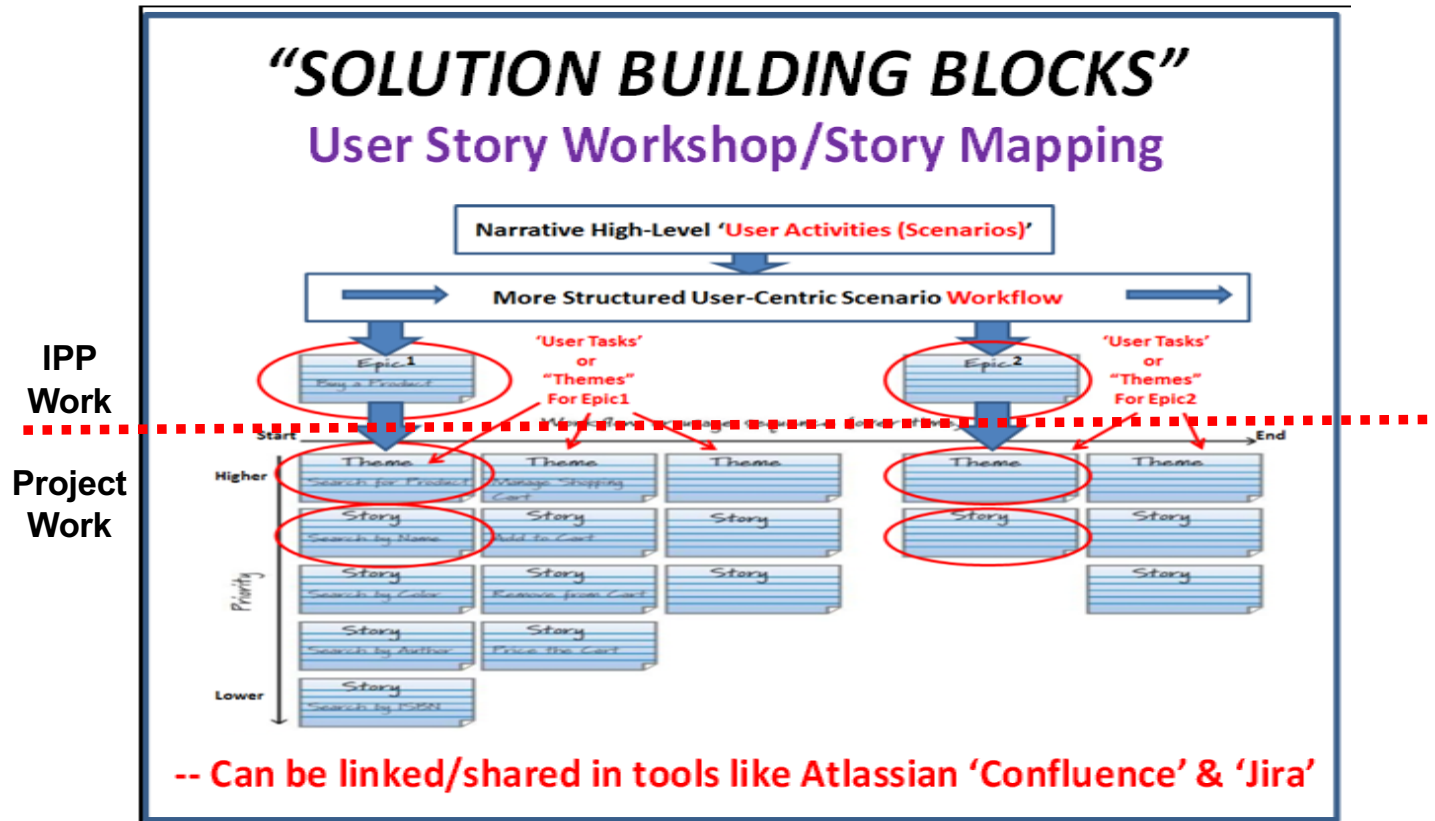 “SOLUTION BUILDING BLOCKS”
User Story Workshop/Story Mapping
Narrative High-Level ‘User Activities (Scenarios)’
More Structured User-Centric Scenario Workflow
IPP
Work
Project
Work
Epic1
Buy a Product
‘User Tasks’
or
“Themes”
For Epic1
Epic2
‘User Tasks’
or
“Themes”
For Epic2
Start
End
Higher
Priority
Lower
Theme
Search for Product
Theme
Manage Shopping
Cart
Theme
Theme
Theme
Story
Search by Name
Story
Add to Cart
Story
Story
Story
Story
Search by Color
Story
Remove from Cart
Story
Story
Story
Search by Author
Story
Price the Cart
Story
Search by ISBN
-- Can be linked/shared in tools like Atlassian ‘Confluence’ & ‘Jira’